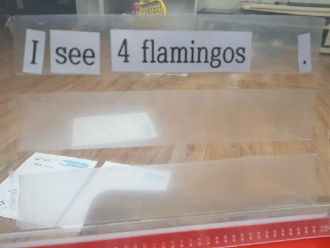 I see 4 flamingos .